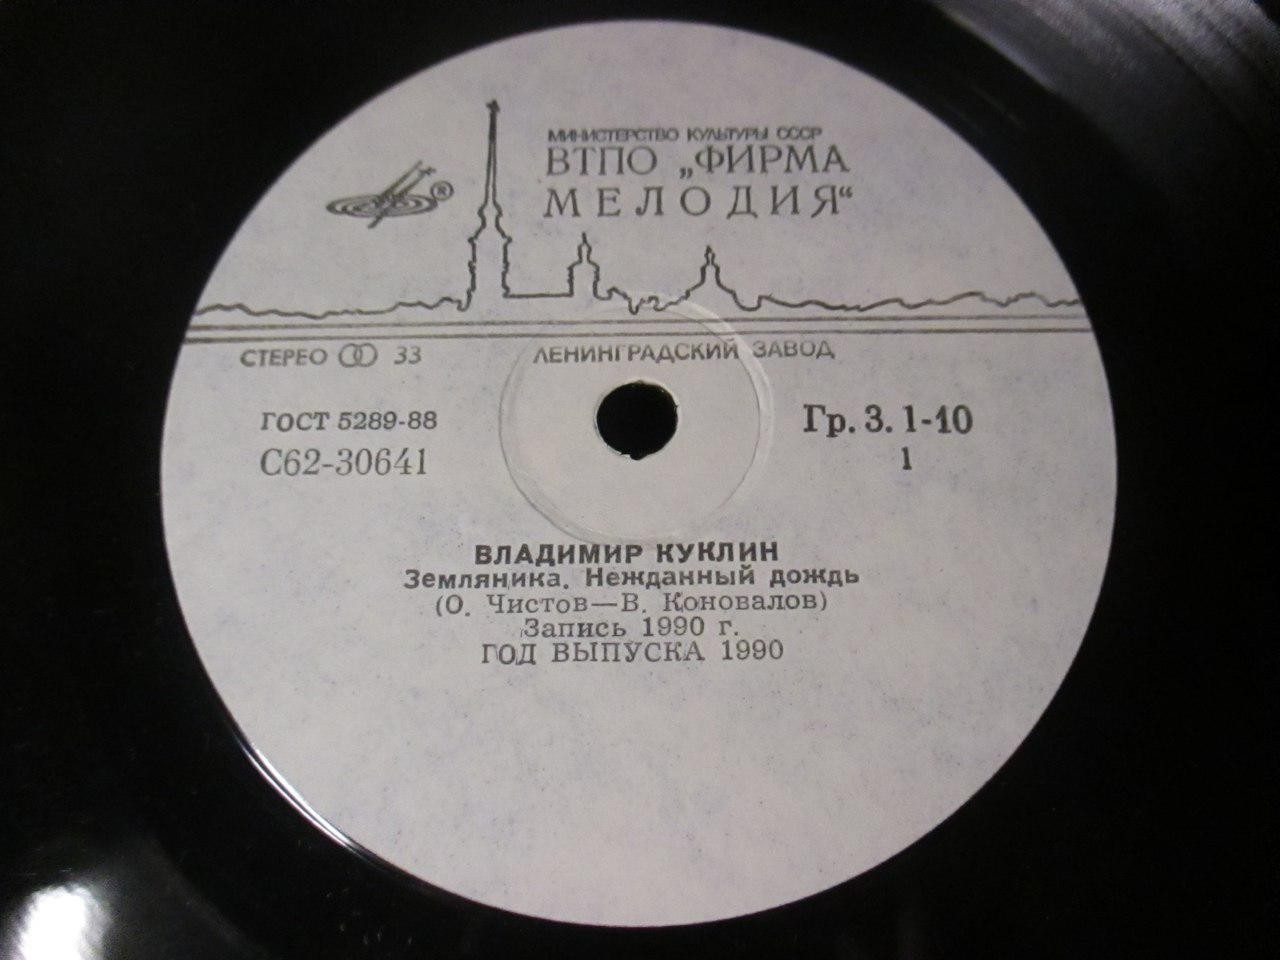 МИНИСТЕРСТВО КУЛЬТУРЫ СССР
ВТПО „ФИРМА
МЕЛОДИЯ“
®
СТЕРЕО 33
ЛЕНИНГРАДСКИЙ ЗАВОД
ГОСТ 5289-88
Гр. 3. 1-10
С62-30641
1
ВЛАДИМИР КУКЛИН
Земляника. Нежданный дождь
(О. Чистов—В. Коновалов)
Запись 1990 г.
ГОД ВЫПУСКА 1990